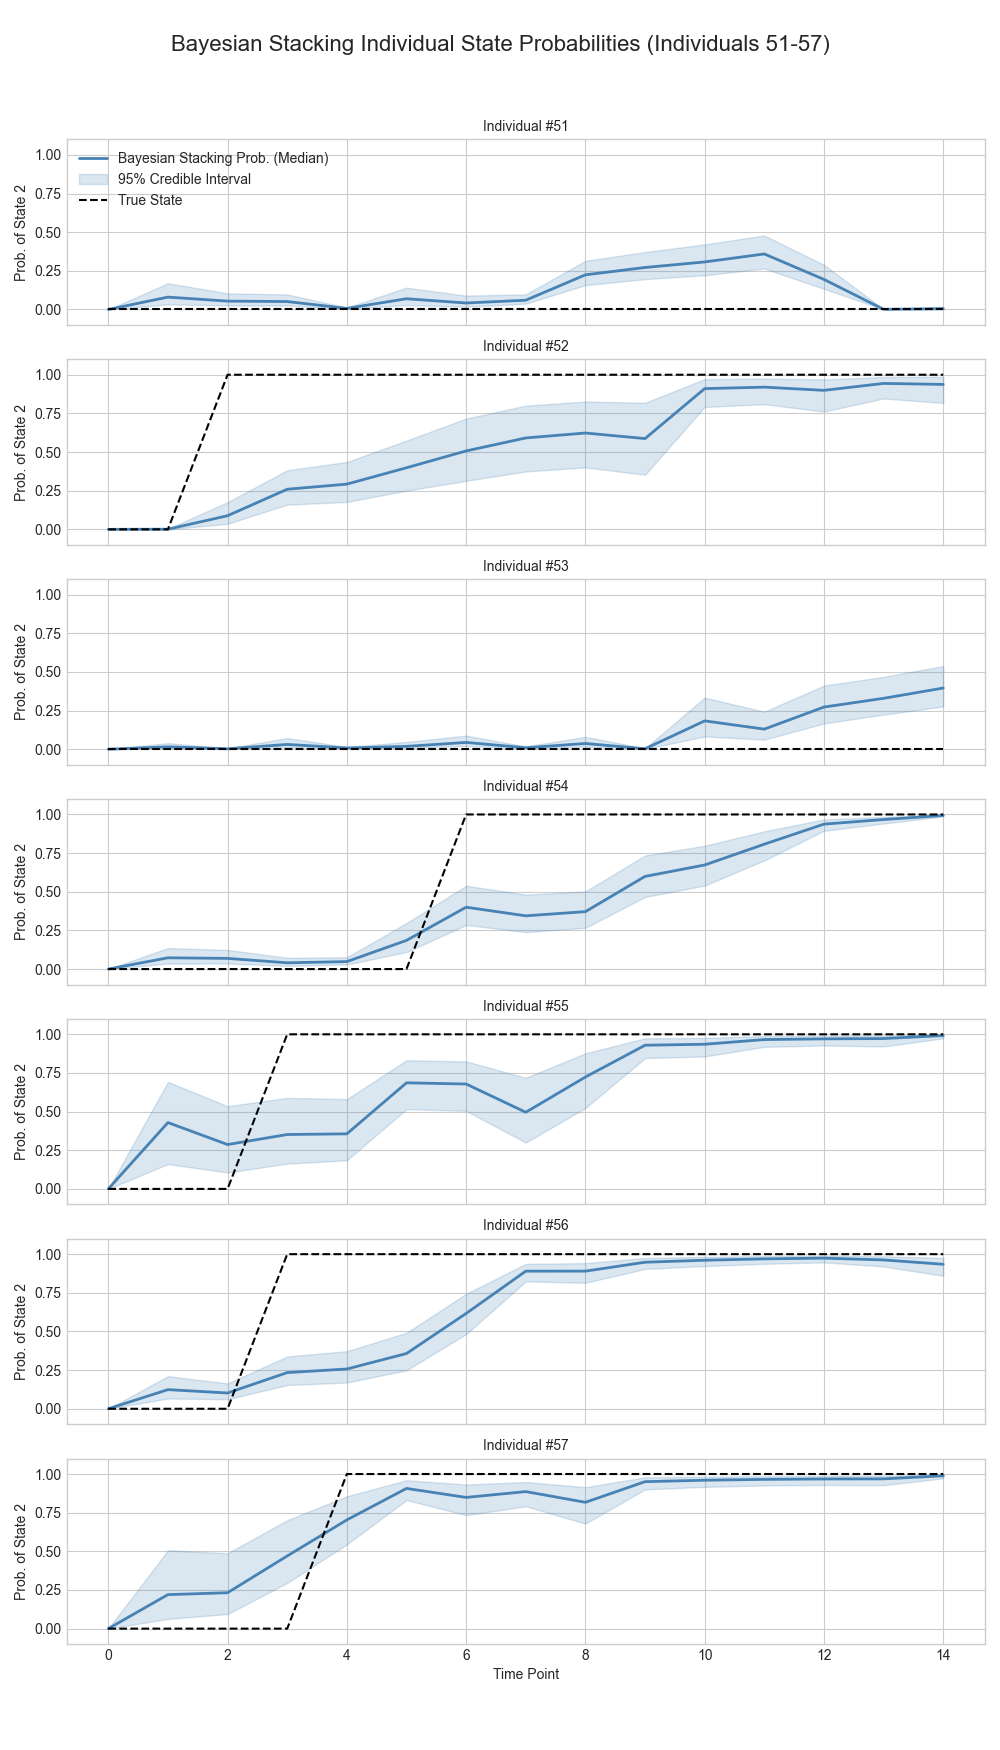 Bayesian Stacking Individual State Probabilities (Individuals 51-57)
Individual #51
Bayesian Stacking Prob. (Median)
95% Credible Interval
True State
Prob. of State 2
1.00
0.75
0.50
0.25
0.00
Individual #52
Prob. of State 2
1.00
0.75
0.50
0.25
0.00
Individual #53
Prob. of State 2
1.00
0.75
0.50
0.25
0.00
Individual #54
Prob. of State 2
1.00
0.75
0.50
0.25
0.00
Individual #55
Prob. of State 2
1.00
0.75
0.50
0.25
0.00
Individual #56
Prob. of State 2
1.00
0.75
0.50
0.25
0.00
Individual #57
Prob. of State 2
1.00
0.75
0.50
0.25
0.00
0 2 4 6 8 10 12 14
Time Point